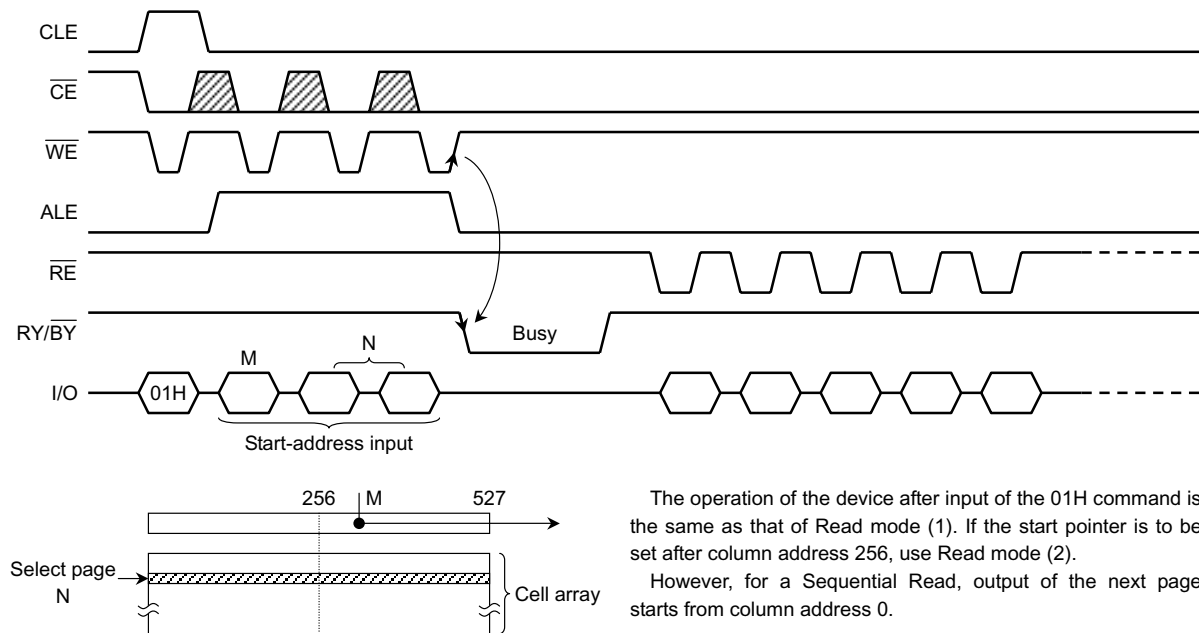 CLE
CE
WE
ALE
RE
RY/BY
Busy
M
N
I/O
01H
Start-address input
256
M
527
Select page
N
Cell array
The operation of the device after input of the 01H command is
the same as that of Read mode (1). If the start pointer is to be
set after column address 256, use Read mode (2).
However, for a Sequential Read, output of the next page
starts from column address 0.